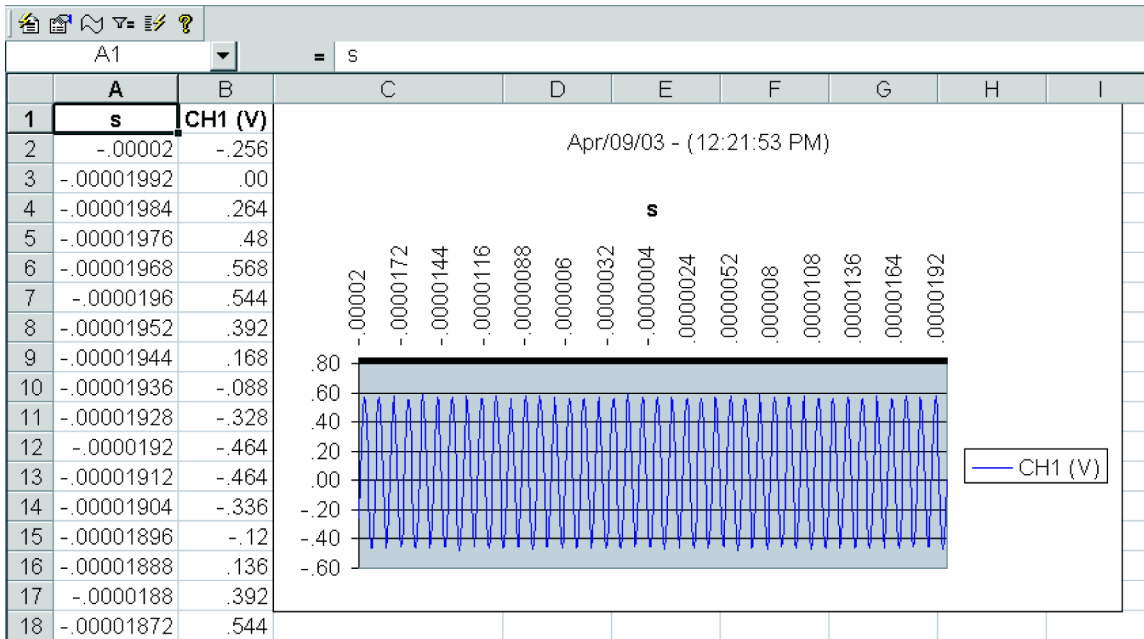 A1 = s
A B C D E F G H I
1 s CH1 (V)
2 -.00002 -.256
3 -.00001992 .00
4 -.00001984 .264
5 -.00001976 .48
6 -.00001968 .568
7 -.0000196 .544
8 -.00001952 .392
9 -.00001944 .168
10 -.00001936 -.088
11 -.00001928 -.328
12 -.0000192 -.464
13 -.00001912 -.464
14 -.00001904 -.336
15 -.00001896 -.12
16 -.00001888 .136
17 -.0000188 .392
18 -.00001872 .544
Apr/09/03 - (12:21:53 PM)
s
-.00002
-.0000172
-.0000144
-.0000116
-.0000088
-.000006
-.0000032
-.0000004
.0000024
.0000052
.000008
.0000108
.0000136
.0000164
.0000192
.80
.60
.40
.20
.00
-.20
-.40
-.60
CH1 (V)